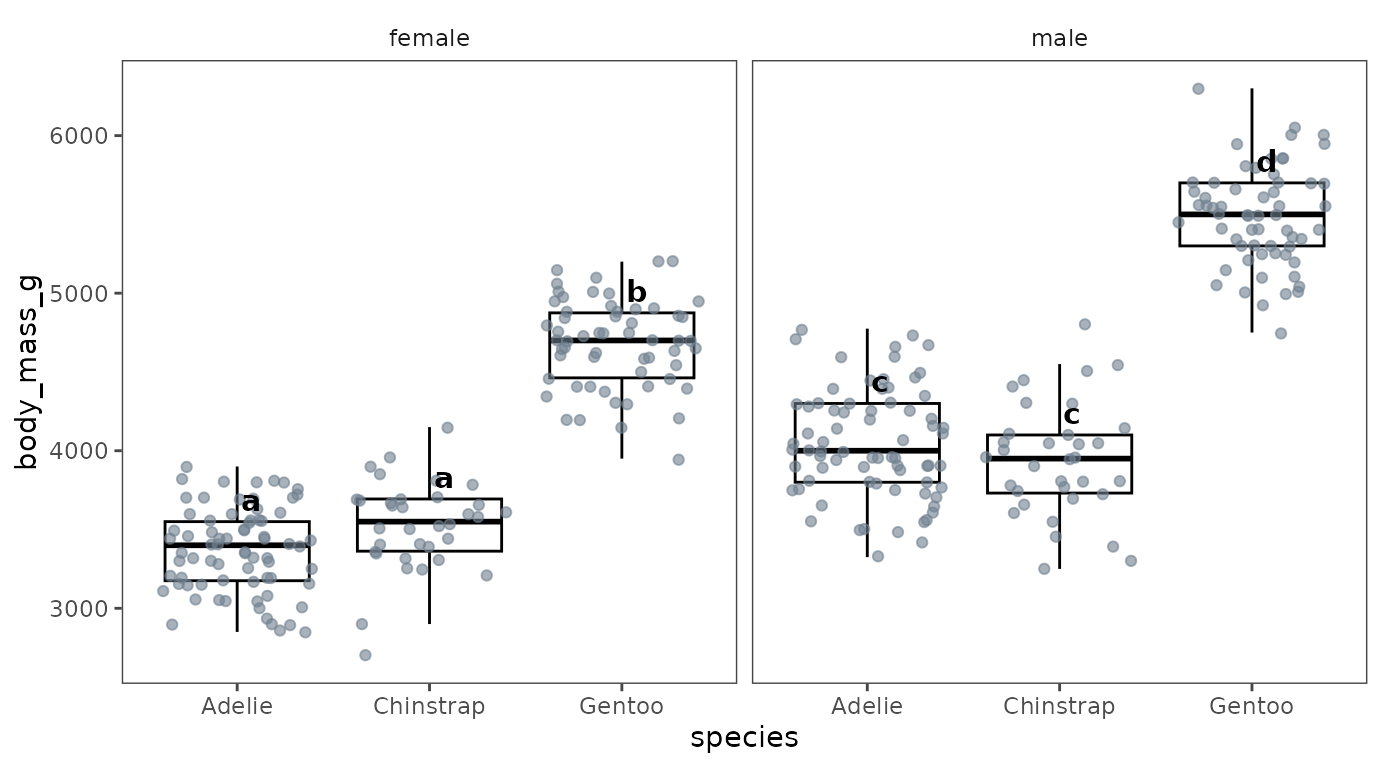 female
male
body_mass_g
6000
5000
4000
3000
a
a
b
c
c
d
Adelie
Chinstrap
Gentoo
Adelie
Chinstrap
Gentoo
species